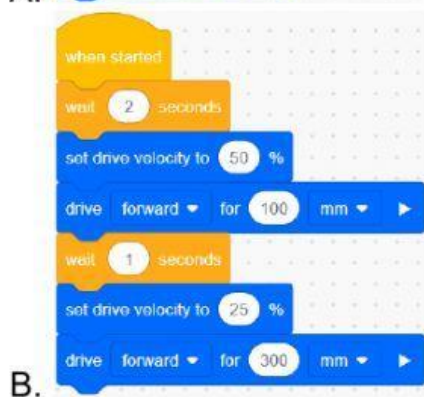 when started
wait 2 seconds
set drive velocity to 50 %
drive forward for 100 mm
wait 1 seconds
set drive velocity to 25 %
drive forward for 300 mm
B.